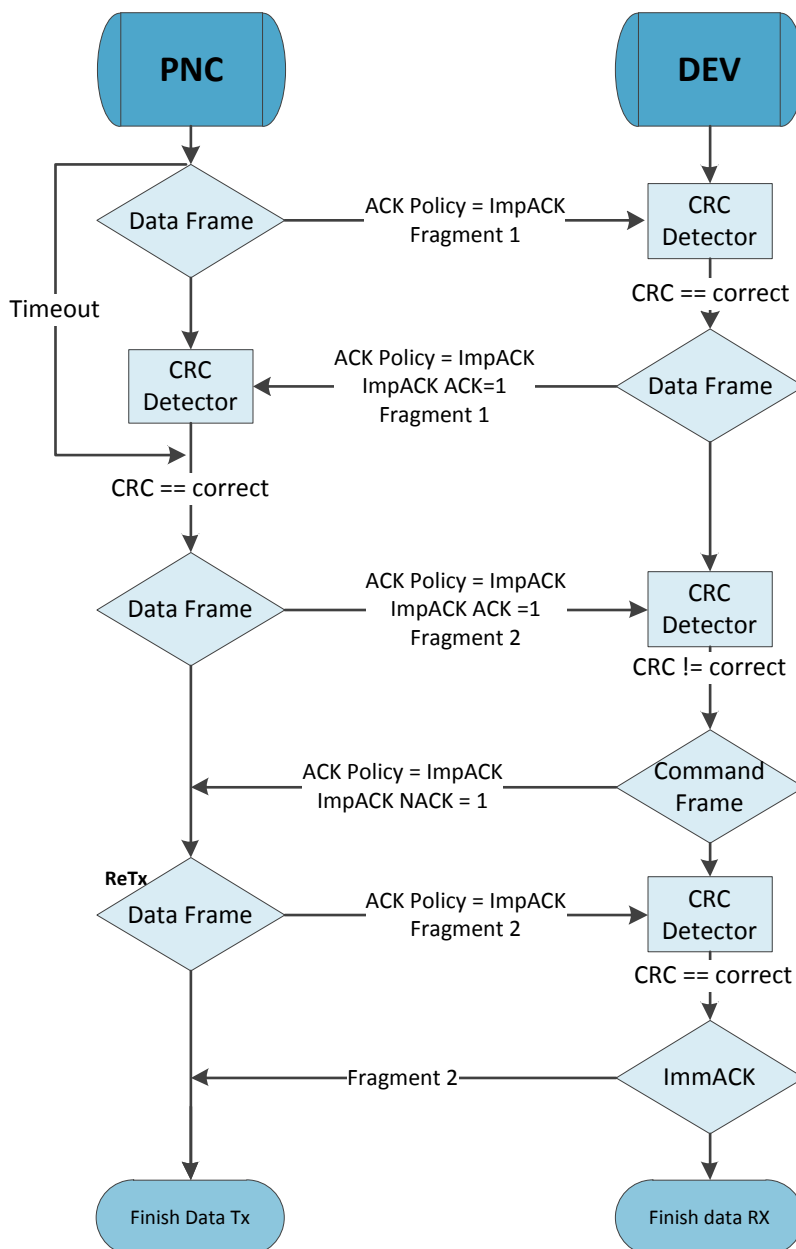 PNC
DEV
Data Frame
ACK Policy = ImpACK
Fragment 1
CRC
Detector
CRC == correct
Timeout
CRC
Detector
ACK Policy = ImpACK
ImpACK ACK=1
Fragment 1
Data Frame
CRC == correct
Data Frame
ACK Policy = ImpACK
ImpACK ACK =1
Fragment 2
CRC
Detector
CRC != correct
ACK Policy = ImpACK
ImpACK NACK = 1
Command
Frame
ReTx
Data Frame
ACK Policy = ImpACK
Fragment 2
CRC
Detector
CRC == correct
Fragment 2
ImmACK
Finish Data Tx
Finish data RX